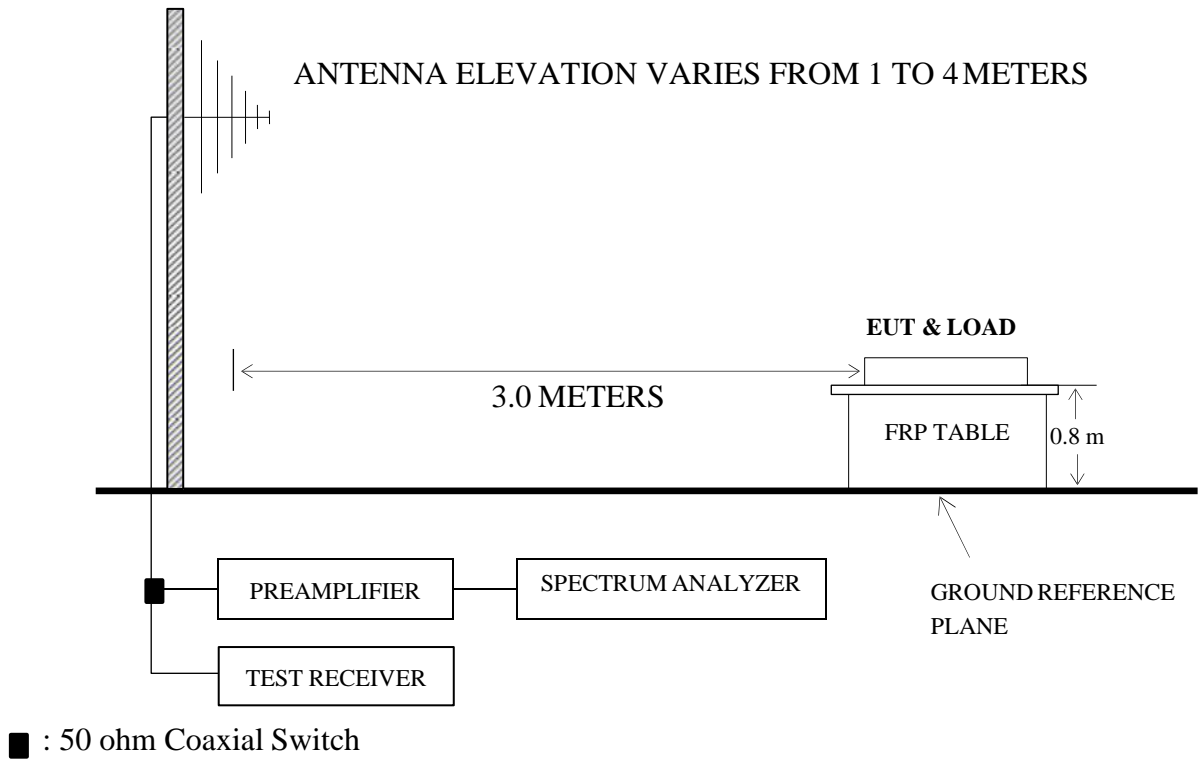 ANTENNA ELEVATION VARIES FROM 1 TO 4 METERS
EUT & LOAD
3.0 METERS
FRP TABLE
0.8 m
PREAMPLIFIER
SPECTRUM ANALYZER
GROUND REFERENCE
PLANE
TEST RECEIVER
: 50 ohm Coaxial Switch